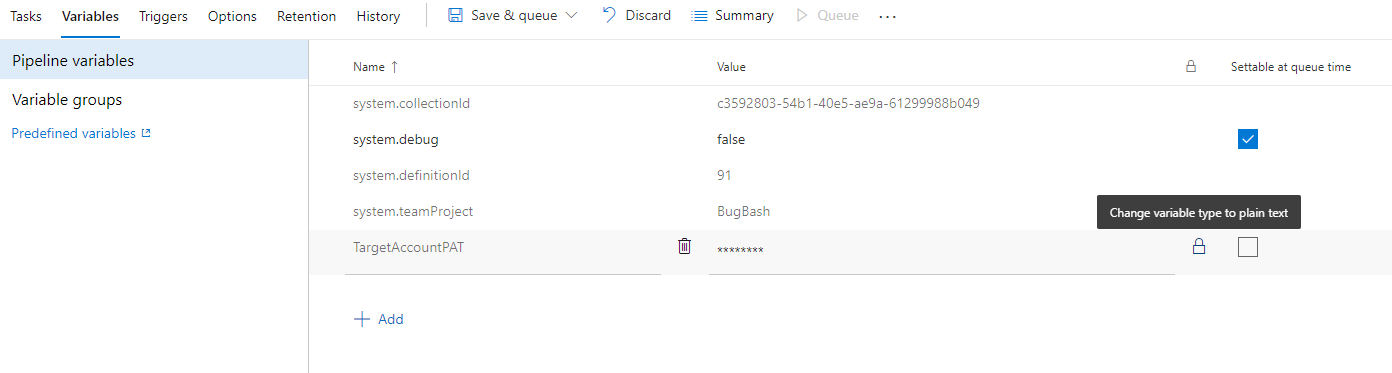 Tasks Variables Triggers Options Retention History Save & queue Discard Summary Queue ...
Pipeline variables
Variable groups
Predefined variables
Name ↑ Value Settable at queue time
system.collectionId c3592803-54b1-40e5-ae9a-61299988b049
system.debug false
system.definitionId 91
system.teamProject BugBash
Change variable type to plain text
TargetAccountPAT ********
+ Add